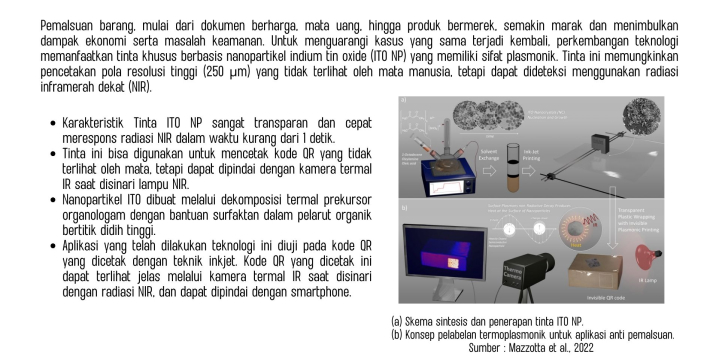 Pemalsuan barang, mulai dari dokumen berharga, mata uang, hingga produk bermerek, semakin marak dan menimbulkan
dampak ekonomi serta masalah keamanan. Untuk menguarangi kasus yang sama terjadi kembali, perkembangan teknologi
memanfaatkan tinta khusus berbasis nanopartikel indium tin oxide (ITO NP) yang memiliki sifat plasmonik. Tinta ini memungkinkan
pencetakan pola resolusi tinggi (250 µm) yang tidak terlihat oleh mata manusia, tetapi dapat dideteksi menggunakan radiasi
inframerah dekat (NIR).
• Karakteristik Tinta ITO NP sangat transparan dan cepat
merespons radiasi NIR dalam waktu kurang dari 1 detik.
• Tinta ini bisa digunakan untuk mencetak kode QR yang tidak
terlihat oleh mata, tetapi dapat dipindai dengan kamera termal
IR saat disinari lampu NIR.
• Nanopartikel ITO dibuat melalui dekomposisi termal prekursor
organologam dengan bantuan surfaktan dalam pelarut organik
bertitik didih tinggi.
• Aplikasi yang telah dilakukan teknologi ini diuji pada kode QR
yang dicetak dengan teknik inkjet. Kode QR yang dicetak ini
dapat terlihat jelas melalui kamera termal IR saat disinari
dengan radiasi NIR, dan dapat dipindai dengan smartphone.
a)
Solvent
Exchange
Ink-Jet
Printing
b)
Transparent
Plastic Wrapping
with Invisible
Plasmonic Printing
IR
HEAT
Thermo
Camera
IR Lamp
Invisible QR code
(a) Skema sintesis dan penerapan tinta ITO NP.
(b) Konsep pelabelan termoplasmonik untuk aplikasi anti pemalsuan.
Sumber : Mazzotta et al., 2022